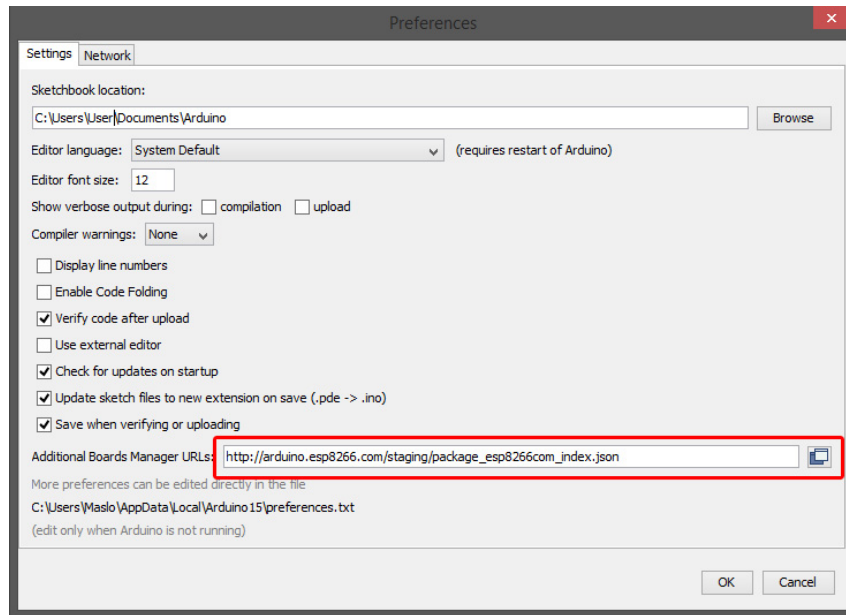 Preferences
Settings Network
Sketchbook location:
C:\Users\User\Documents\Arduino Browse
Editor language: System Default (requires restart of Arduino)
Editor font size: 12
Show verbose output during: compilation upload
Compiler warnings: None
Display line numbers
Enable Code Folding
Verify code after upload
Use external editor
Check for updates on startup
Update sketch files to new extension on save (.pde -> .ino)
Save when verifying or uploading
Additional Boards Manager URLs: http://arduino.esp8266.com/staging/package_esp8266com_index.json
More preferences can be edited directly in the file
C:\Users\Maslo\AppData\Local\Arduino15\preferences.txt
(edit only when Arduino is not running)
OK Cancel